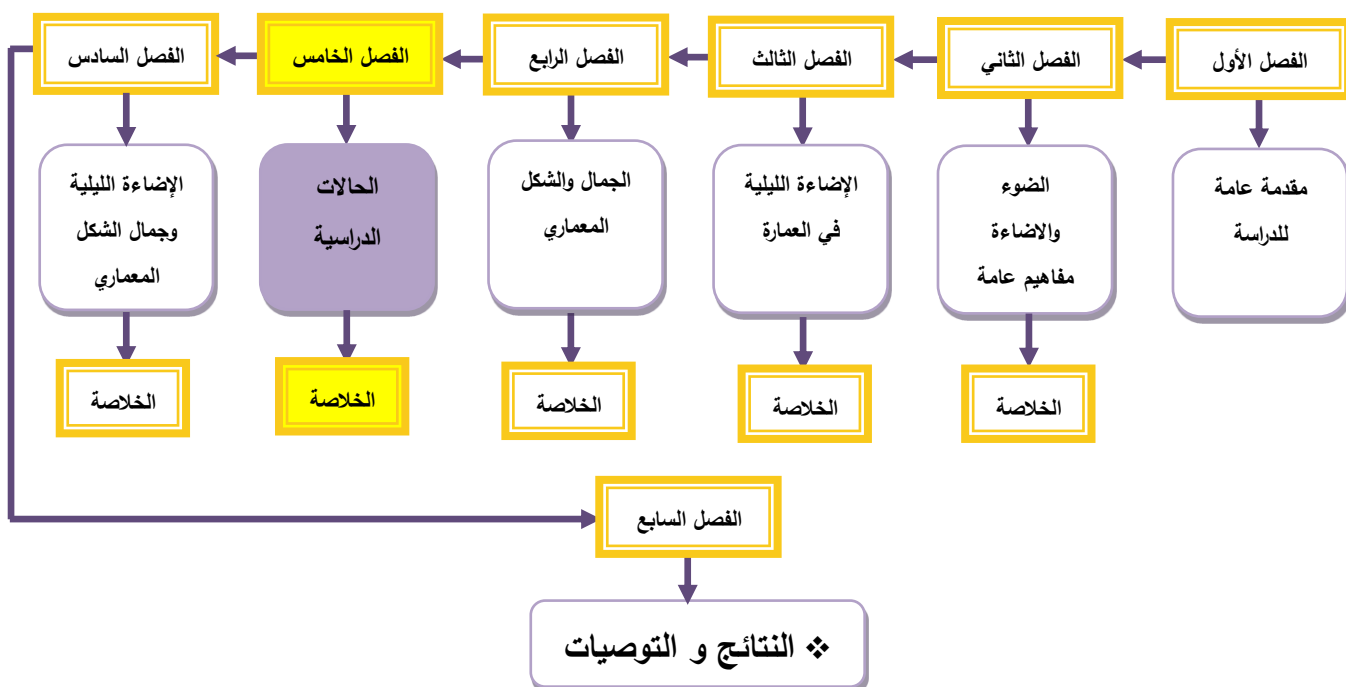 الفصل الأول
الفصل الثاني
الفصل الثالث
الفصل الرابع
الفصل الخامس
الفصل السادس
مقدمة عامة
للدراسة
الضوء
والاضاءة
مفاهيم عامة
الإضاءة الليلية
في العمارة
الجمال والشكل
المعماري
الحالات
الدراسية
الإضاءة الليلية
وجمال الشكل
المعماري
الخلاصة
الخلاصة
الخلاصة
الخلاصة
الخلاصة
الفصل السابع
❖ النتائج و التوصيات